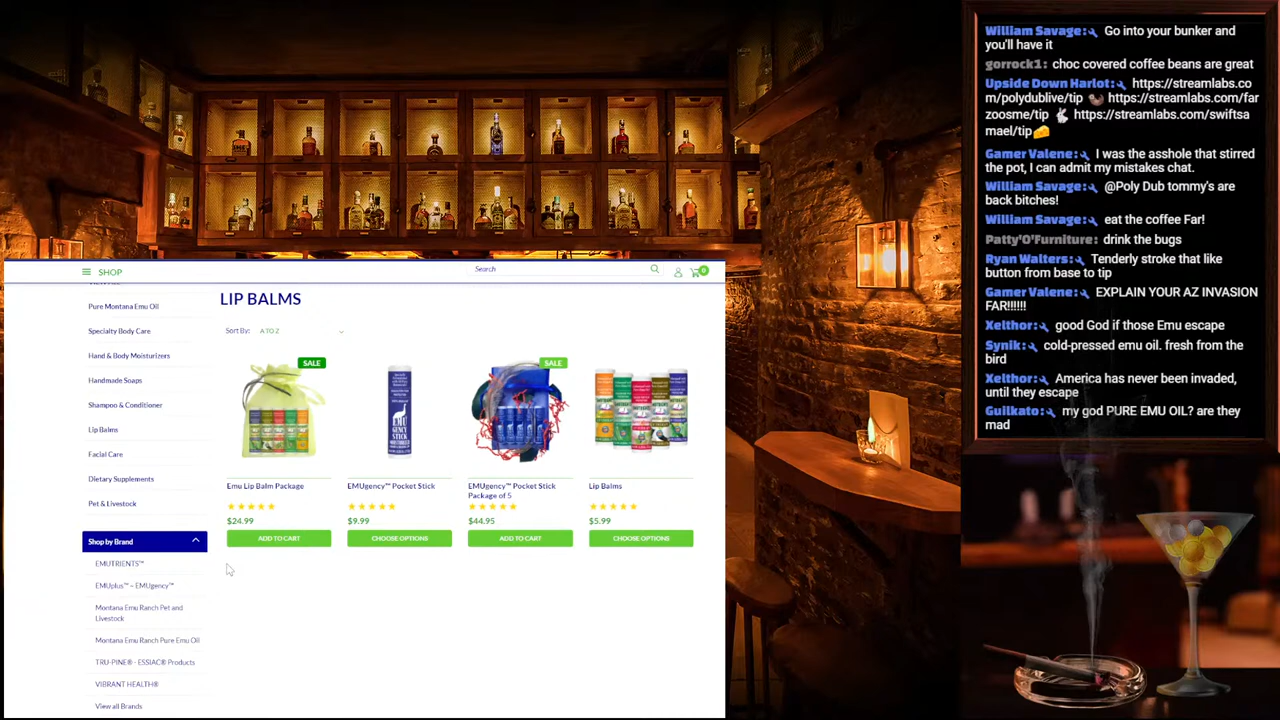 SHOP
Search
0
Pure Montana Emu Oil
Specialty Body Care
Hand & Body Moisturizers
Handmade Soaps
Shampoo & Conditioner
Lip Balms
Facial Care
Dietary Supplements
Pet & Livestock
Shop by Brand
EMUTRIENTS™
EMUplus™ – EMUgency™
Montana Emu Ranch Pet and
Livestock
Montana Emu Ranch Pure Emu Oil
TRU-PINE® - ESSIAC® Products
VIBRANT HEALTH®
View all Brands
LIP BALMS
Sort By: A TO Z
SALE
EMU
GENCY
STICK
SALE
Emu Lip Balm Package
$24.99
ADD TO CART
EMUgency™ Pocket Stick
$9.99
CHOOSE OPTIONS
EMUgency™ Pocket Stick
Package of 5
$44.95
ADD TO CART
Lip Balms
$5.99
CHOOSE OPTIONS
William Savage: Go into your bunker and
you'll have it
gorrock1: choc covered coffee beans are great
Upside Down Harlot: https://streamlabs.co
m/polydublive/tip 🦦 https://streamlabs.com/far
zoosme/tip 🐇 https://streamlabs.com/swiftsa
mael/tip🧀
Gamer Valene: I was the asshole that stirred
the pot, I can admit my mistakes chat.
William Savage: @Poly Dub tommy's are
back bitches!
William Savage: eat the coffee Far!
Patty'O'Furniture: drink the bugs
Ryan Walters: Tenderly stroke that like
button from base to tip
Gamer Valene: EXPLAIN YOUR AZ INVASION
FAR!!!!!!
Xelthor: good God if those Emu escape
Synik: cold-pressed emu oil. fresh from the
bird
Xelthor: America has never been invaded,
until they escape
Guilkato: my god PURE EMU OIL? are they
mad